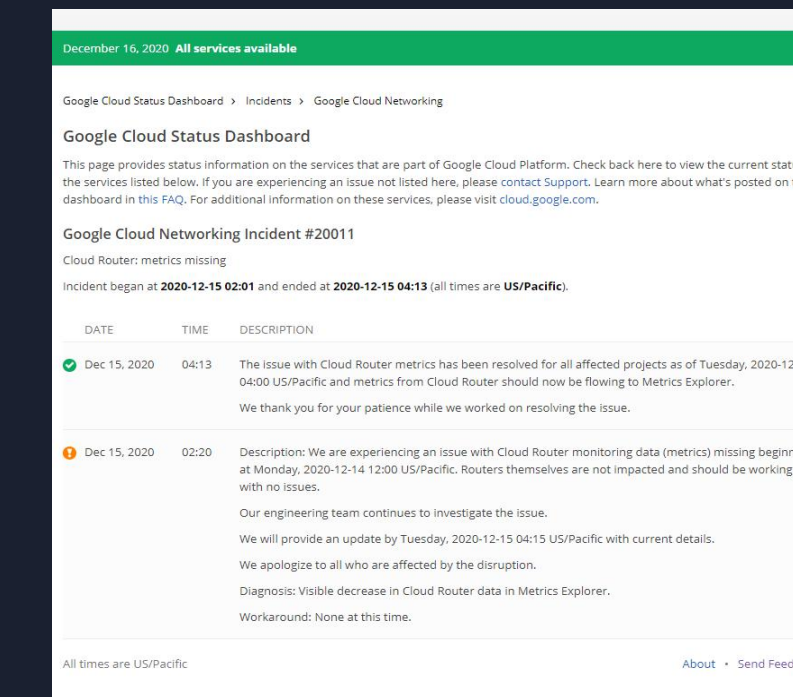 December 16, 2020 All services available
Google Cloud Status Dashboard > Incidents > Google Cloud Networking
Google Cloud Status Dashboard
This page provides status information on the services that are part of Google Cloud Platform. Check back here to view the current
the services listed below. If you are experiencing an issue not listed here, please contact Support. Learn more about what's posted on
dashboard in this FAQ. For additional information on these services, please visit cloud.google.com.
Google Cloud Networking Incident #20011
Cloud Router: metrics missing
Incident began at 2020-12-15 02:01 and ended at 2020-12-15 04:13 (all times are US/Pacific).
DATE TIME DESCRIPTION
Dec 15, 2020 04:13 The issue with Cloud Router metrics has been resolved for all affected projects as of Tuesday, 2020-12
04:00 US/Pacific and metrics from Cloud Router should now be flowing to Metrics Explorer.
We thank you for your patience while we worked on resolving the issue.
Dec 15, 2020 02:20 Description: We are experiencing an issue with Cloud Router monitoring data (metrics) missing
at Monday, 2020-12-14 12:00 US/Pacific. Routers themselves are not impacted and should be working
with no issues.
Our engineering team continues to investigate the issue.
We will provide an update by Tuesday, 2020-12-15 04:15 US/Pacific with current details.
We apologize to all who are affected by the disruption.
Diagnosis: Visible decrease in Cloud Router data in Metrics Explorer.
Workaround: None at this time.
All times are US/Pacific
About • Send